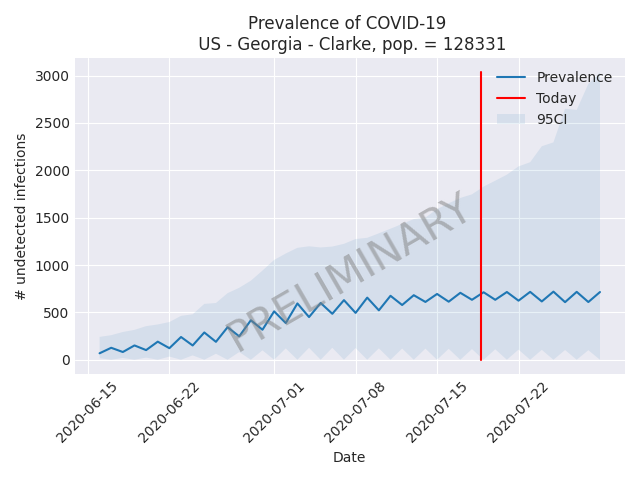 Prevalence of COVID-19
US - Georgia - Clarke, pop. = 128331
3000
2500
2000
1500
1000
500
0
# undetected infections
Prevalence
Today
95CI
PRELIMINARY
2020-06-15
2020-06-22
2020-07-01
2020-07-08
2020-07-15
2020-07-22
Date